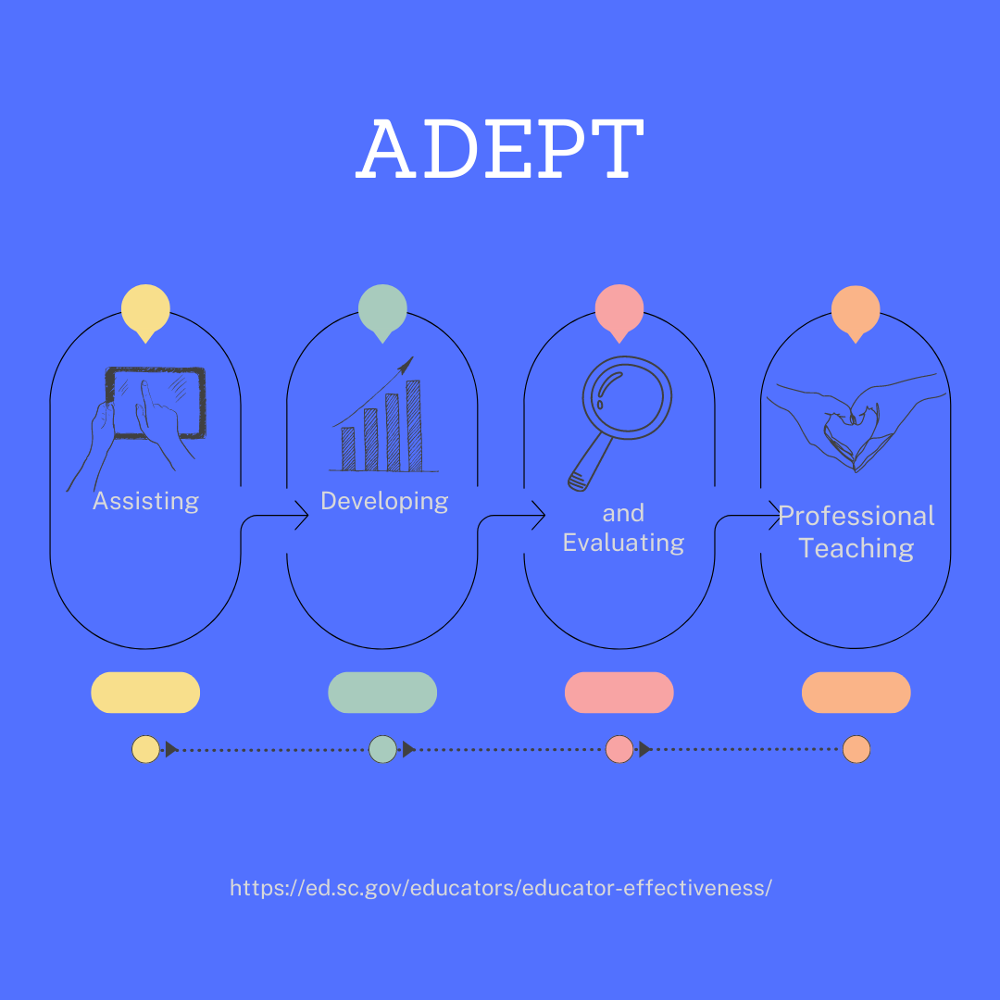 ADEPT
Assisting
Developing
and
Evaluating
Professional
Teaching
https://ed.sc.gov/educators/educator-effectiveness/